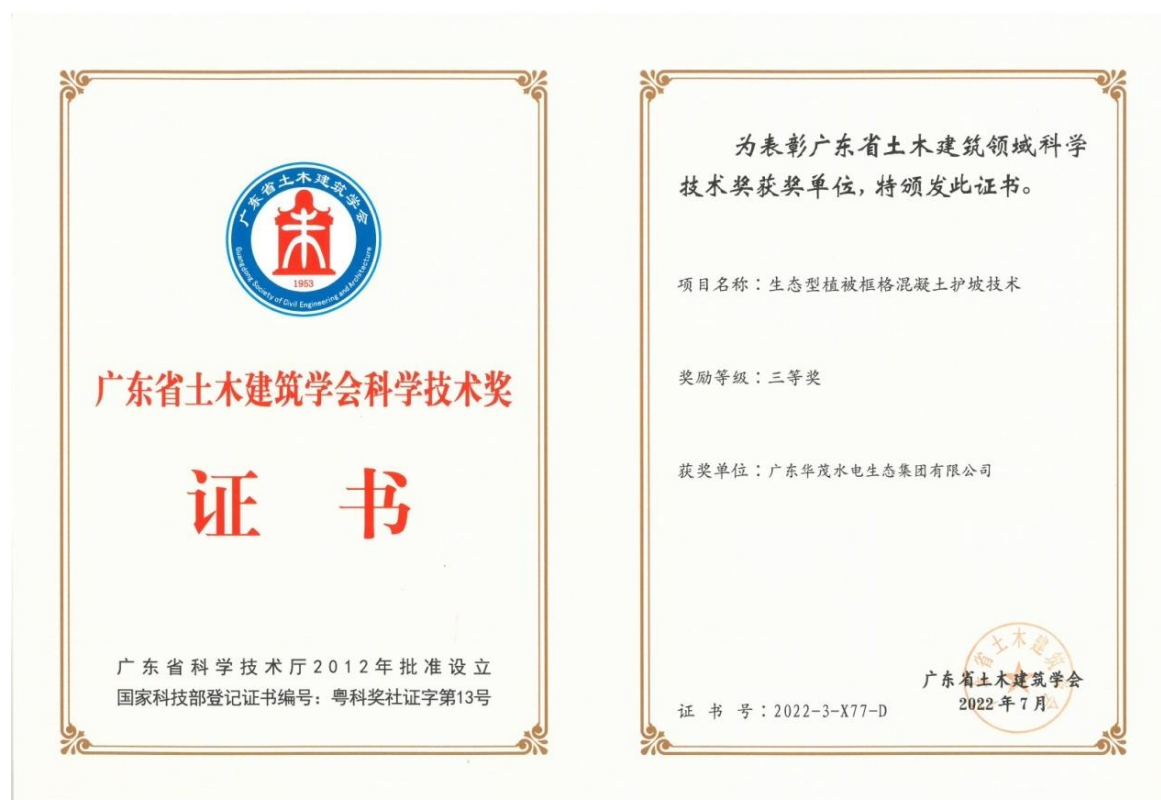 广东省土木建筑学会
1953
Guangdong Society of Civil Engineering and Architecture
广东省土木建筑学会科学技术奖
证 书
广东省科学技术厅2012年批准设立
国家科技部登记证书编号：粤科奖社证字第13号
为表彰广东省土木建筑领域科学
技术奖获奖单位，特颁发此证书。
项目名称：生态型植被框格混凝土护坡技术
奖励等级：三等奖
获奖单位：广东华茂水电生态集团有限公司
省土木建筑
广东省土木建筑学会
2022年7月
证 书 号：2022-3-X77-D